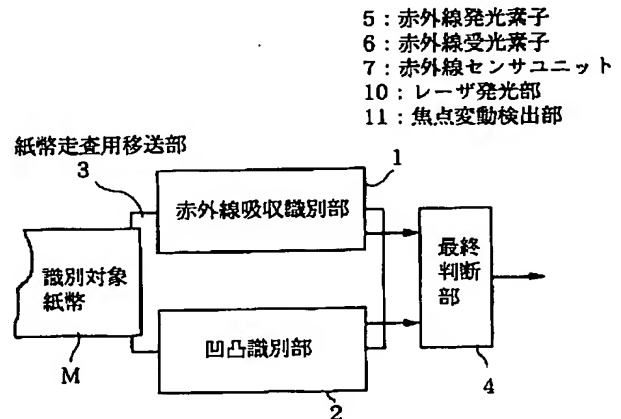 5：赤外線発光素子
6：赤外線受光素子
7：赤外線センサユニット
10：レーザ発光部
11：焦点変動検出部
紙幣走査用移送部
3
1
赤外線吸収識別部
識別対象
紙幣
M
最終
判断
部
4
凹凸識別部
2